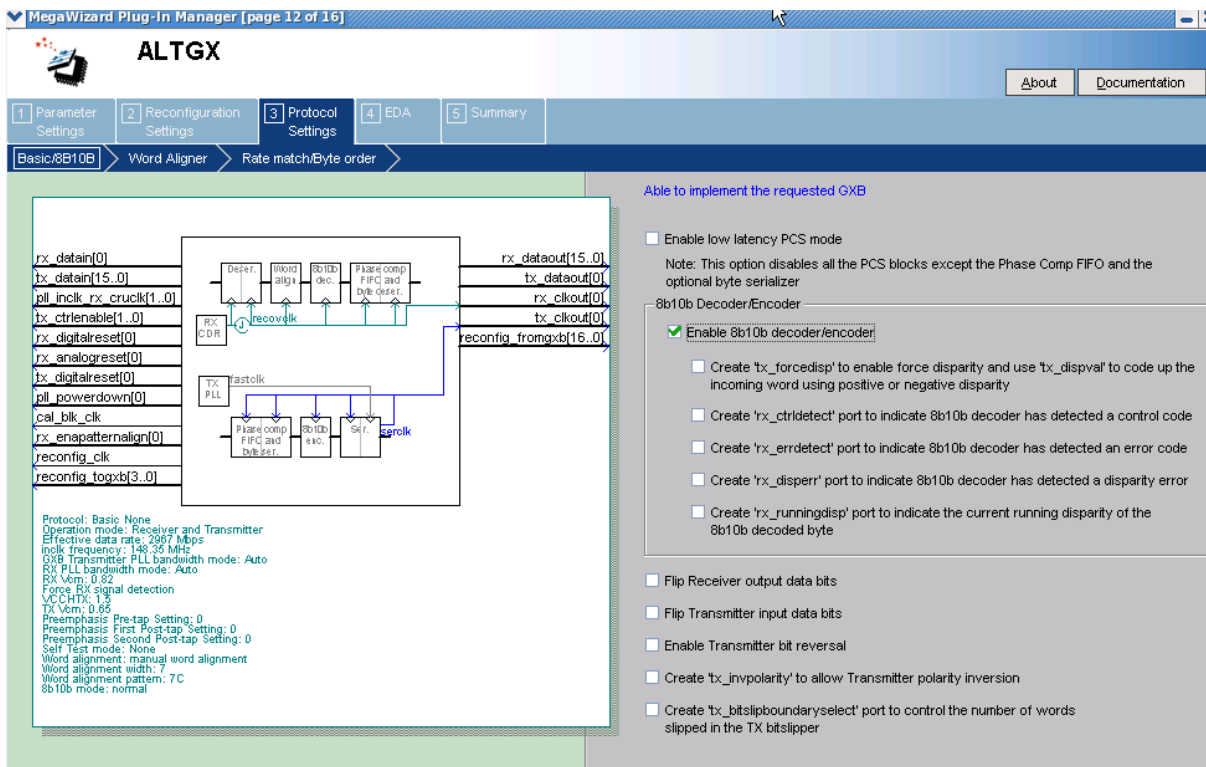 MegaWizard Plug-In Manager [page 12 of 16]
ALTGX
About
Documentation
1 Parameter Settings
2 Reconfiguration Settings
3 Protocol Settings
4 EDA
5 Summary
Basic/8B10B
Word Aligner
Rate match/Byte order
rx_datain[0]
tx_datain[15..0]
pll_inclk_rx_cruclk[1..0]
tx_ctrlenable[1..0]
rx_digitalreset[0]
rx_analogreset[0]
tx_digitalreset[0]
pll_powerdown[0]
cal_blk_clk
rx_enapatternalign[0]
reconfig_clk
reconfig_togxb[3..0]
Deser.
Word align
8b10b dec.
Phase comp FIFO and byte deser.
RX CDR
recovclk
TX PLL
fastclk
Phase comp FIFO and byte ser.
8b10b enc.
Ser.
serclk
rx_dataout[15..0]
tx_dataout[0]
rx_clkout[0]
tx_clkout[0]
reconfig_fromgxb[16..0]
Protocol: Basic None
Operation mode: Receiver and Transmitter
Effective data rate: 2967 Mbps
inclk frequency: 148.35 MHz
GXB Transmitter PLL bandwidth mode: Auto
RX PLL bandwidth mode: Auto
RX Vcm: 0.82
Force RX signal detection
VCCHTX: 1.5
TX Vcm: 0.65
Preemphasis Pre-tap Setting: 0
Preemphasis First Post-tap Setting: 0
Preemphasis Second Post-tap Setting: 0
Self Test mode: None
Word alignment: manual word alignment
Word alignment width: 7
Word alignment pattern: 7C
8b10b mode: normal
Able to implement the requested GXB
Enable low latency PCS mode
Note: This option disables all the PCS blocks except the Phase Comp FIFO and the
optional byte serializer
8b10b Decoder/Encoder
Enable 8b10b decoder/encoder
Create 'tx_forcedisp' to enable force disparity and use 'tx_dispval' to code up the
incoming word using positive or negative disparity
Create 'rx_ctrldetect' port to indicate 8b10b decoder has detected a control code
Create 'rx_errdetect' port to indicate 8b10b decoder has detected an error code
Create 'rx_disperr' port to indicate 8b10b decoder has detected a disparity error
Create 'rx_runningdisp' port to indicate the current running disparity of the
8b10b decoded byte
Flip Receiver output data bits
Flip Transmitter input data bits
Enable Transmitter bit reversal
Create 'tx_invpolarity' to allow Transmitter polarity inversion
Create 'tx_bitslipboundaryselect' port to control the number of words
slipped in the TX bitslipper